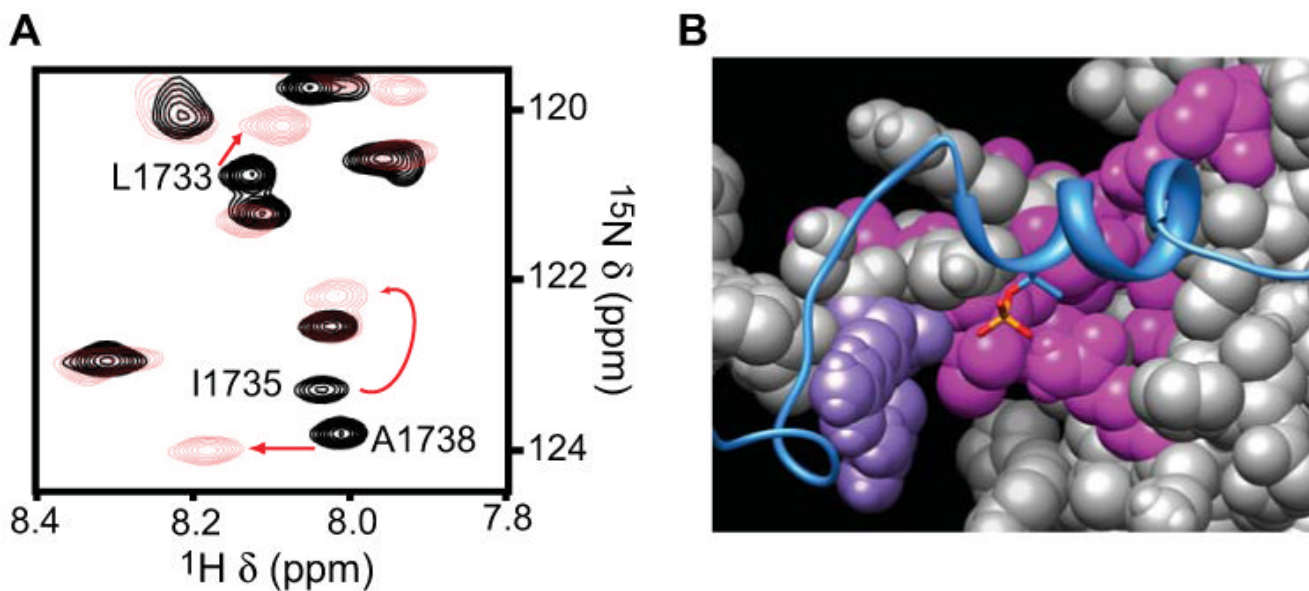 A
L1733
I1735
A1738
120
122
124
15N δ (ppm)
8.4
8.2
8.0
7.8
1H δ (ppm)
B